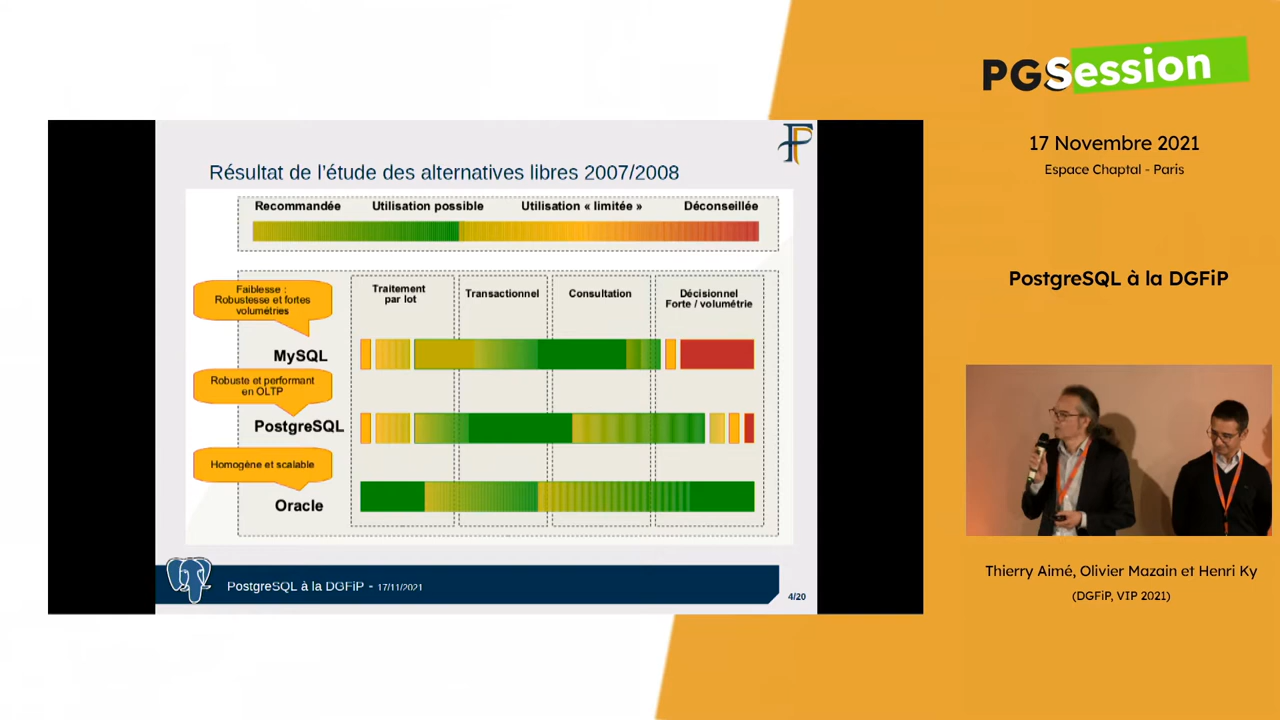 PGSession
17 Novembre 2021
Espace Chaptal - Paris
PostgreSQL à la DGFiP
Résultat de l'étude des alternatives libres 2007/2008
Recommandée
Utilisation possible
Utilisation « limitée »
Déconseillée
Traitement
par lot
Transactionnel
Consultation
Décisionnel
Forte / volumétrie
Faiblesse :
Robustesse et fortes
volumétries
MySQL
Robuste et performant
en OLTP
PostgreSQL
Homogène et scalable
Oracle
PostgreSQL à la DGFiP - 17/11/2021
4/20
Thierry Aimé, Olivier Mazain et Henri Ky
(DGFiP, VIP 2021)